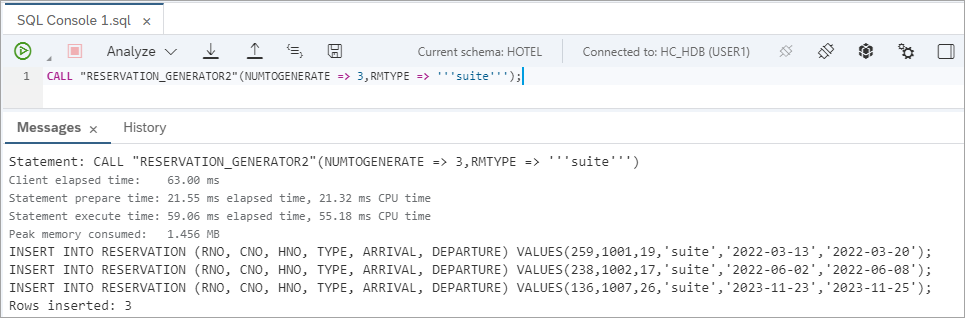 SQL Console 1.sql ×
Analyze
Current schema: HOTEL
Connected to: HC_HDB (USER1)
1 CALL "RESERVATION_GENERATOR2"(NUMTOGENERATE => 3,RMTYPE => '''suite''');
Messages ×
History
Statement: CALL "RESERVATION_GENERATOR2"(NUMTOGENERATE => 3,RMTYPE => '''suite''')
Client elapsed time: 63.00 ms
Statement prepare time: 21.55 ms elapsed time, 21.32 ms CPU time
Statement execute time: 59.06 ms elapsed time, 55.18 ms CPU time
Peak memory consumed: 1.456 MB
INSERT INTO RESERVATION (RNO, CNO, HNO, TYPE, ARRIVAL, DEPARTURE) VALUES(259,1001,19,'suite','2022-03-13','2022-03-20');
INSERT INTO RESERVATION (RNO, CNO, HNO, TYPE, ARRIVAL, DEPARTURE) VALUES(238,1002,17,'suite','2022-06-02','2022-06-08');
INSERT INTO RESERVATION (RNO, CNO, HNO, TYPE, ARRIVAL, DEPARTURE) VALUES(136,1007,26,'suite','2023-11-23','2023-11-25');
Rows inserted: 3